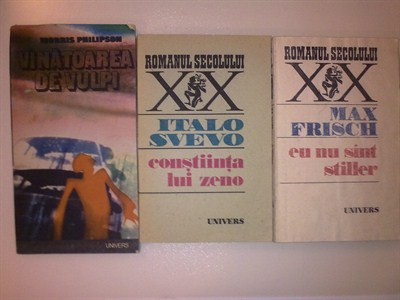 MORRIS PHILIPSON
VÎNĂTOAREA
DE VULPI
UNIVERS
ROMANUL SECOLULUI
XX
ITALO
SVEVO
conștiința
lui zeno
UNIVERS
ROMANUL SECOLULUI
XX
MAX
FRISCH
eu nu sînt
stiller
UNIVERS